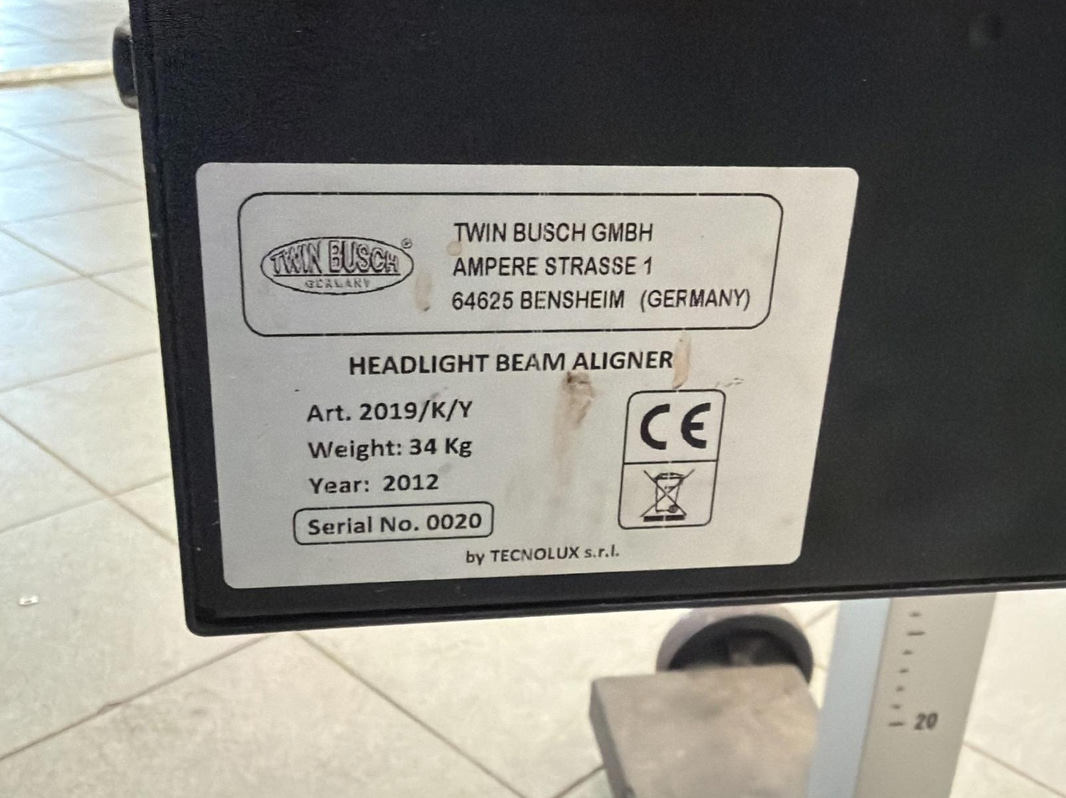 TWIN BUSCH ®
GERMANY
TWIN BUSCH GMBH
AMPERE STRASSE 1
64625 BENSHEIM (GERMANY)
HEADLIGHT BEAM ALIGNER
Art. 2019/K/Y
Weight: 34 Kg
Year: 2012
Serial No. 0020
CE
by TECNOLUX s.r.l.
20